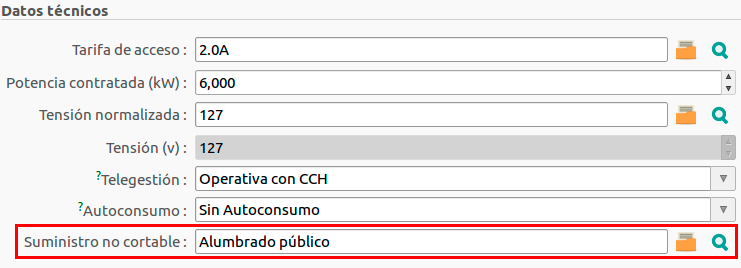 Datos técnicos
Tarifa de acceso : 2.0A
Potencia contratada (kW) : 6,000
Tensión normalizada : 127
Tensión (v) : 127
?Telegestión : Operativa con CCH
?Autoconsumo : Sin Autoconsumo
Suministro no cortable : Alumbrado público